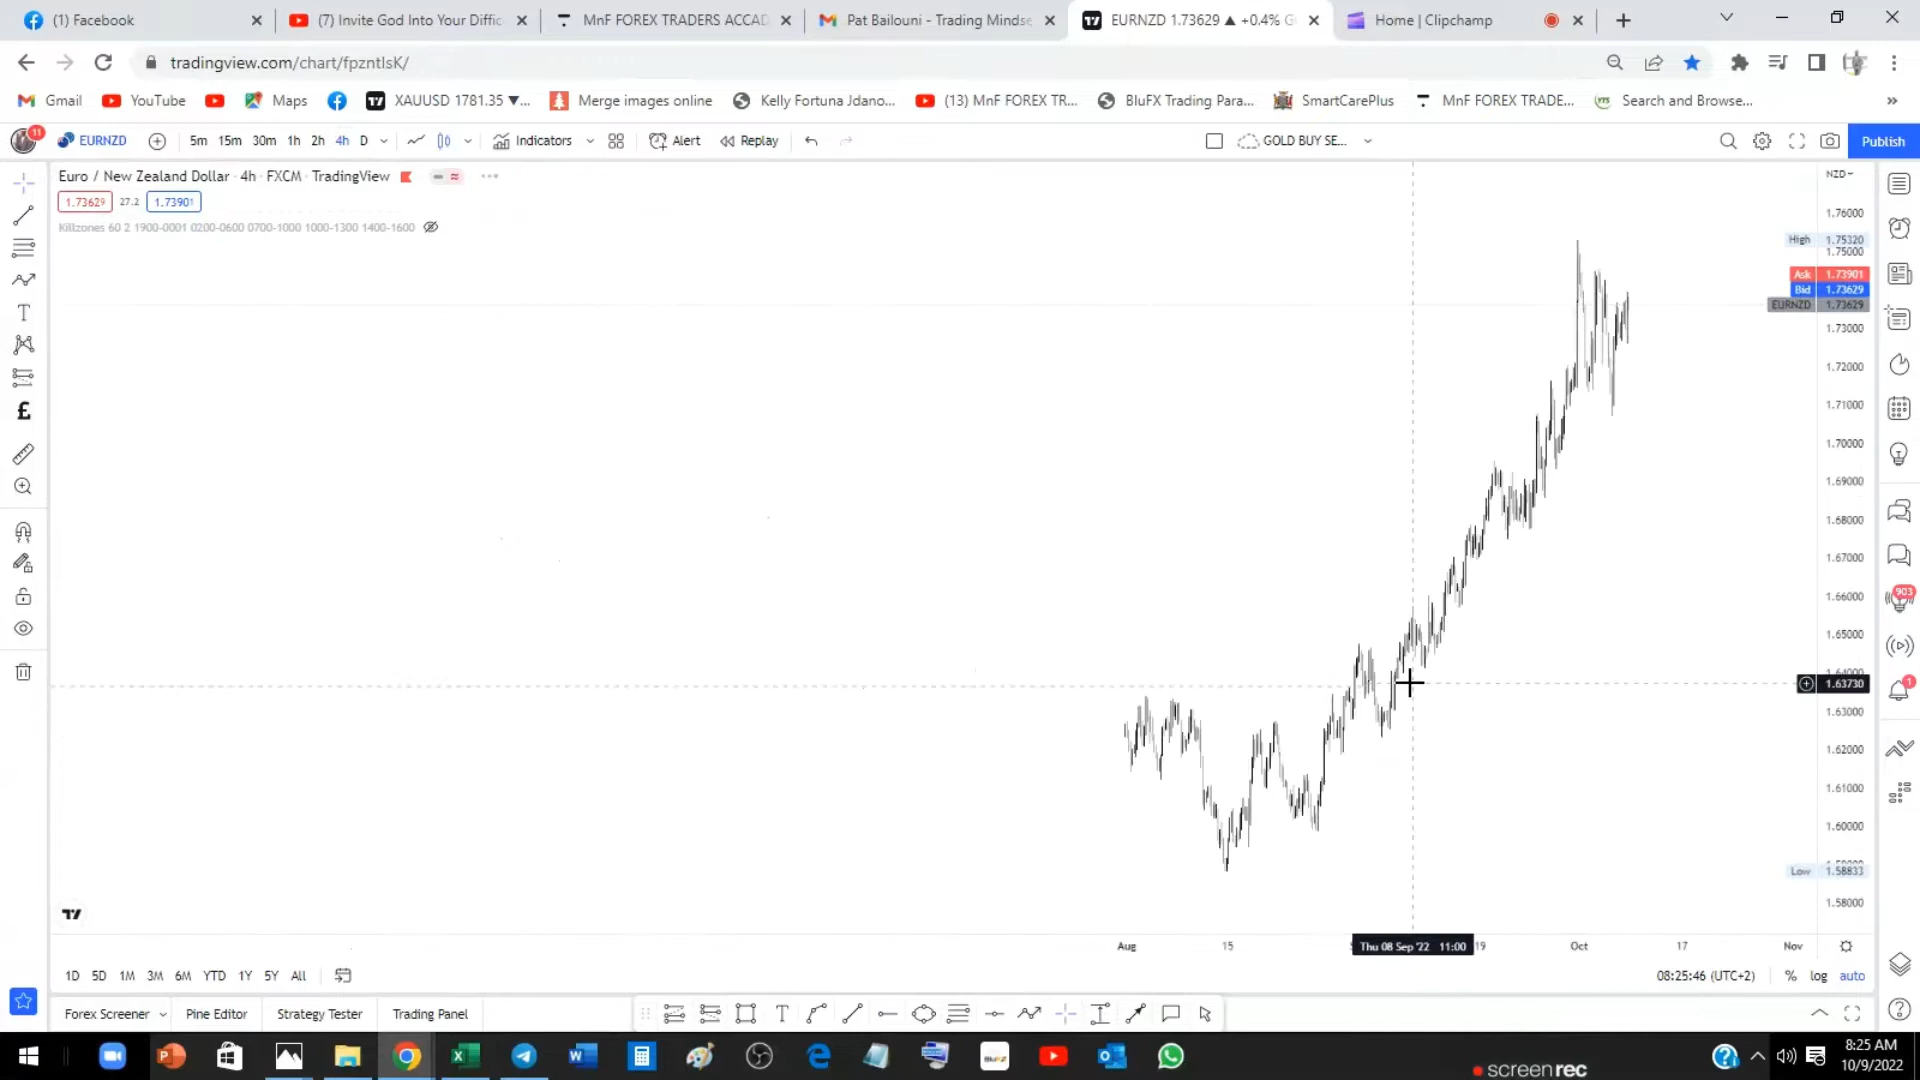 (1) Facebook
(7) Invite God Into Your Diffic
MnF FOREX TRADERS ACCAD
Pat Bailouni - Trading Mindse
EURNZD 1.73629 ▲ +0.4% G
Home | Clipchamp
tradingview.com/chart/fpzntlsK/
Gmail
YouTube
Maps
XAUUSD 1781.35 ▼...
Merge images online
Kelly Fortuna Jdano...
(13) MnF FOREX TR...
BluFX Trading Para...
SmartCarePlus
MnF FOREX TRADE...
Search and Browse...
11
EURNZD
5m 15m 30m 1h 2h 4h D
Indicators
Alert
Replay
GOLD BUY SE...
Publish
Euro / New Zealand Dollar · 4h · FXCM · TradingView
NZD
1.73629 27.2 1.73901
Killzones 60 2 1900-0001 0200-0600 0700-1000 1000-1300 1400-1600
1.76000
High 1.75320
1.75000
Ask 1.73901
Bid 1.73629
EURNZD 1.73629
1.73000
1.72000
1.71000
1.70000
1.69000
1.68000
1.67000
1.66000
1.65000
1.64000
1.63730
1.63000
1.62000
1.61000
1.60000
Low 1.58833
1.58000
903
1
Aug
15
Thu 08 Sep '22 11:00
19
Oct
17
Nov
1D 5D 1M 3M 6M YTD 1Y 5Y All
08:25:46 (UTC+2)
% log auto
Forex Screener
Pine Editor
Strategy Tester
Trading Panel
8:25 AM
10/9/2022
screenrec